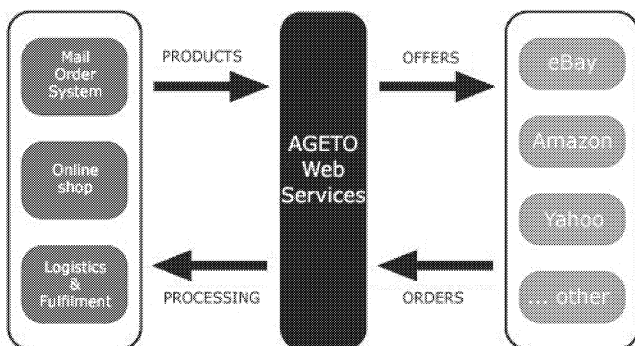 Mail
Order
System
PRODUCTS
OFFERS
eBay
Online
shop
AGETO
Web
Services
Amazon
Yahoo
Logistics
&
Fulfilment
PROCESSING
ORDERS
... other